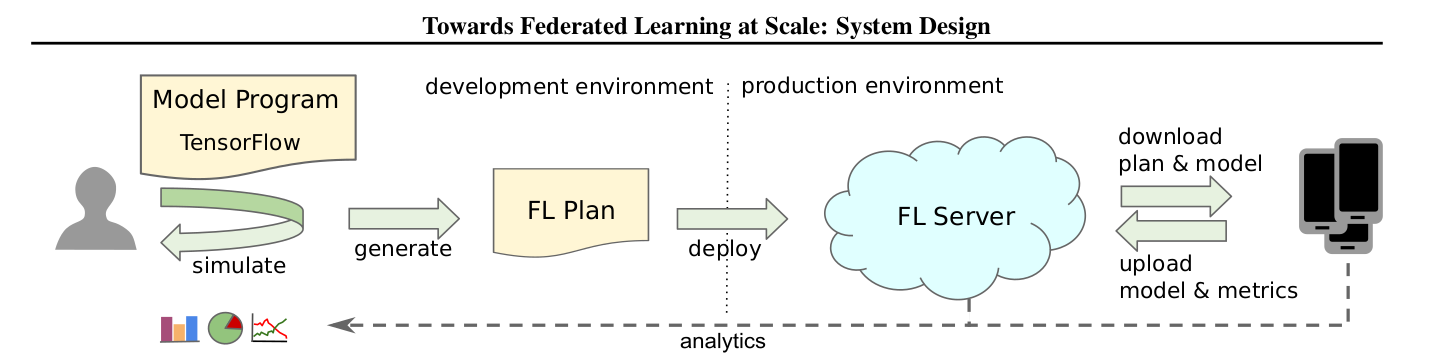 Towards Federated Learning at Scale: System Design
Model Program
TensorFlow
development environment
production environment
simulate
generate
FL Plan
deploy
FL Server
download
plan & model
upload
model & metrics
analytics